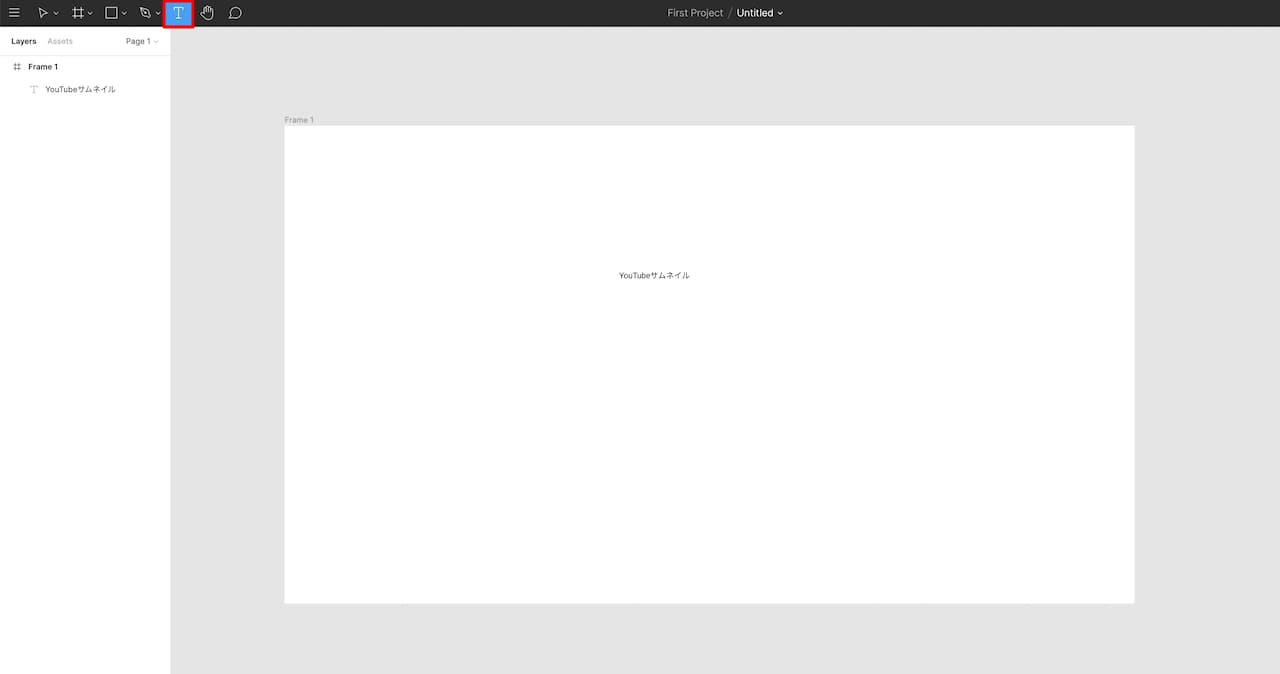 First Project / Untitled
Layers Assets Page 1
Frame 1
YouTubeサムネイル
Frame 1
YouTubeサムネイル